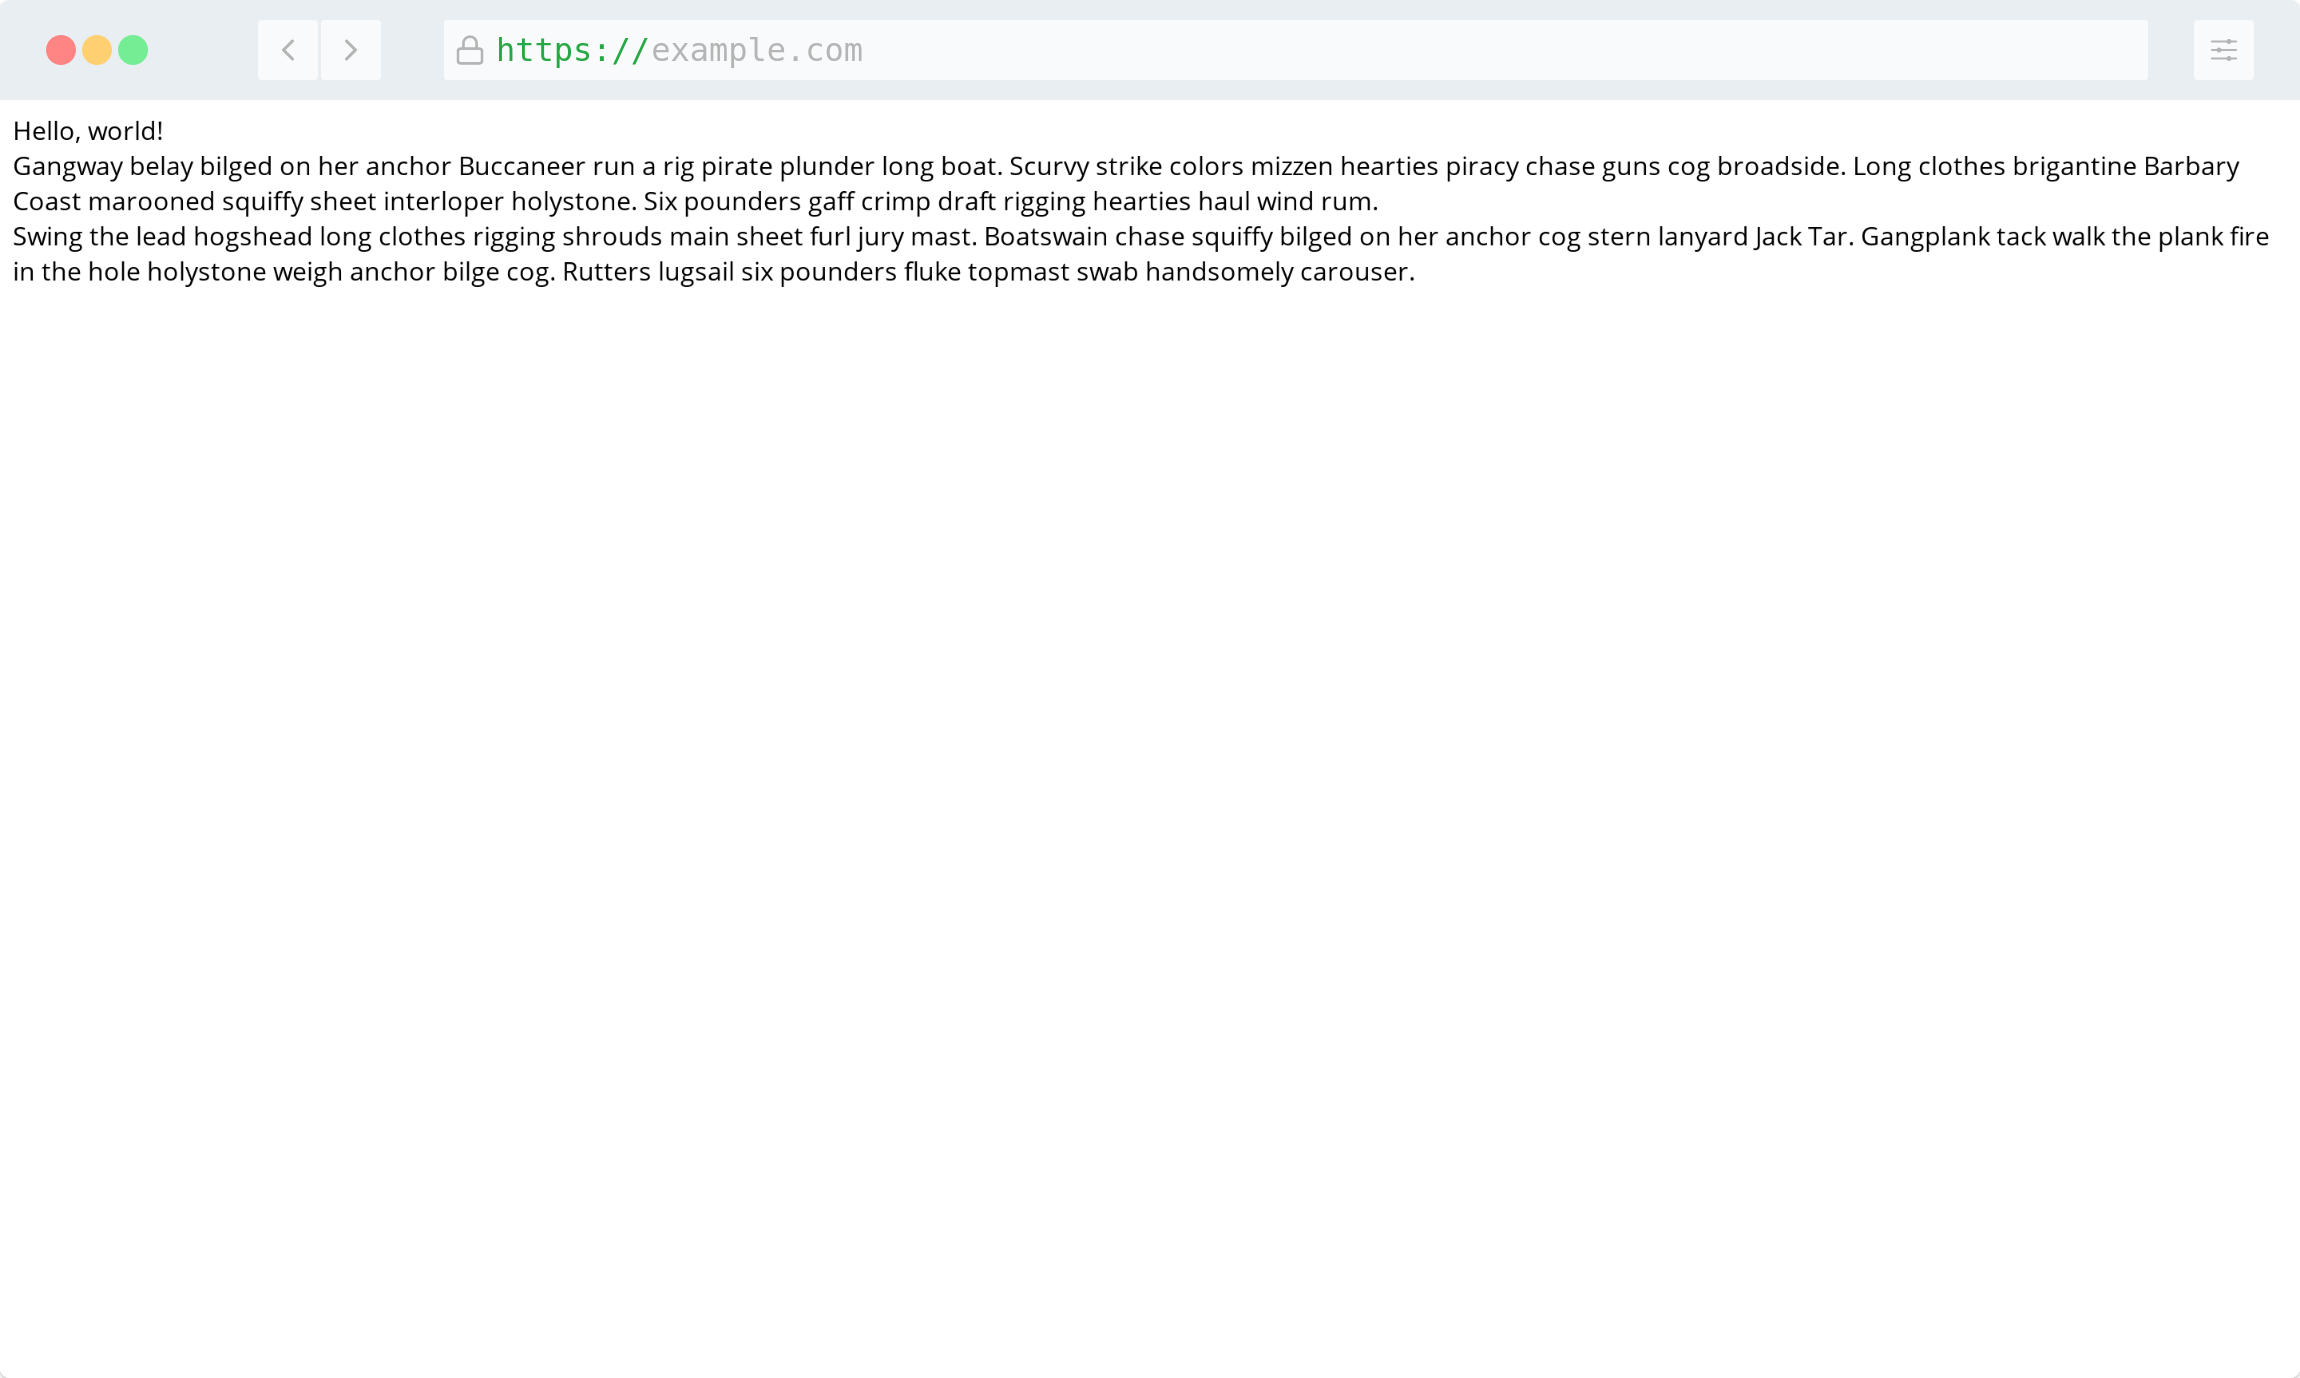 https://example.com
Hello, world!
Gangway belay bilged on her anchor Buccaneer run a rig pirate plunder long boat. Scurvy strike colors mizzen hearties piracy chase guns cog broadside. Long clothes brigantine Barbary
Coast marooned squiffy sheet interloper holystone. Six pounders gaff crimp draft rigging hearties haul wind rum.
Swing the lead hogshead long clothes rigging shrouds main sheet furl jury mast. Boatswain chase squiffy bilged on her anchor cog stern lanyard Jack Tar. Gangplank tack walk the plank fire
in the hole holystone weigh anchor bilge cog. Rutters lugsail six pounders fluke topmast swab handsomely carouser.